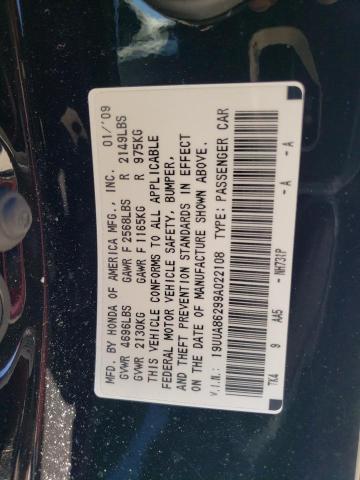 MFD. BY HONDA OF AMERICA MFG., INC. 01/'09
GVWR 4696LBS GAWR F 2568LBS R 2149LBS
GVWR 2130KG GAWR F 1165KG R 975KG
THIS VEHICLE CONFORMS TO ALL APPLICABLE
FEDERAL MOTOR VEHICLE SAFETY, BUMPER,
AND THEFT PREVENTION STANDARDS IN EFFECT
ON THE DATE OF MANUFACTURE SHOWN ABOVE.
V.I.N.: 19UUA86299A022108 TYPE: PASSENGER CAR
TK4 9 AA5 -NH731P -A -A